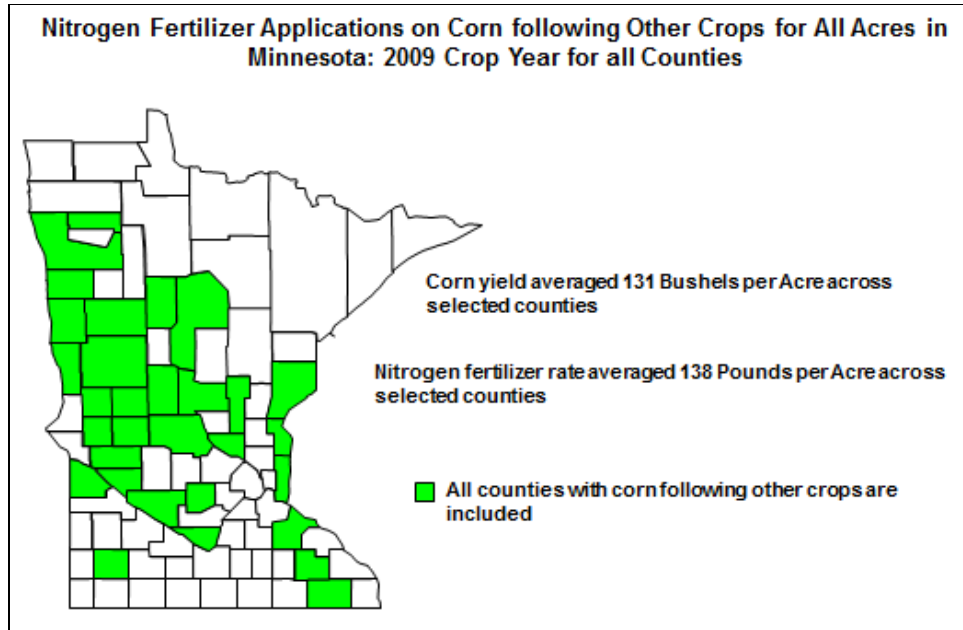 Nitrogen Fertilizer Applications on Corn following Other Crops for All Acres in
Minnesota: 2009 Crop Year for all Counties
Corn yield averaged 131 Bushels per Acre across
selected counties
Nitrogen fertilizer rate averaged 138 Pounds per Acre across
selected counties
All counties with corn following other crops are
included